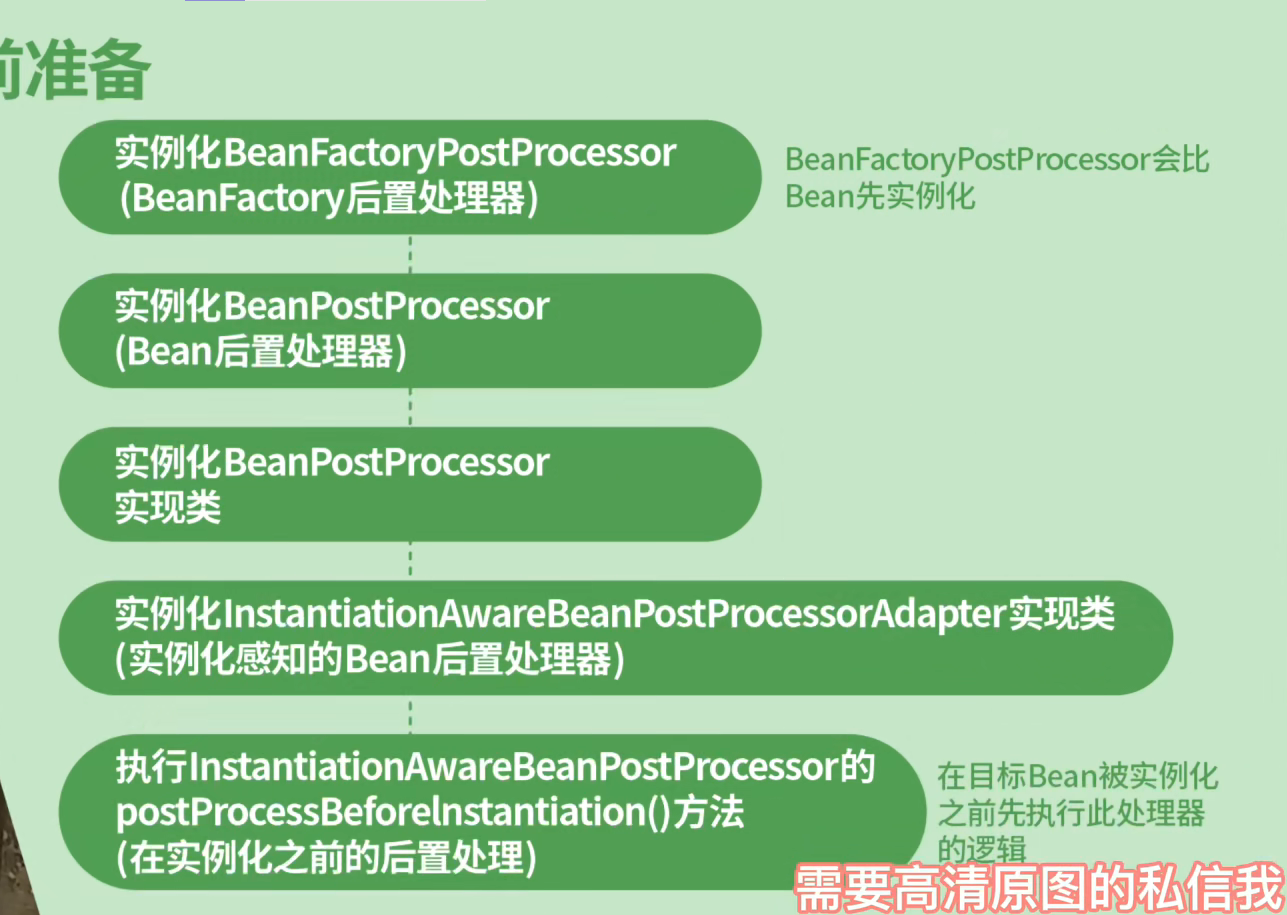 前准备
实例化BeanFactoryPostProcessor
(BeanFactory后置处理器)
BeanFactoryPostProcessor会比
Bean先实例化
实例化BeanPostProcessor
(Bean后置处理器)
实例化BeanPostProcessor
实现类
实例化InstantiationAwareBeanPostProcessorAdapter实现类
(实例化感知的Bean后置处理器)
执行InstantiationAwareBeanPostProcessor的
postProcessBeforelnstantiation()方法
(在实例化之前的后置处理)
在目标Bean被实例化
之前先执行此处理器
的逻辑
需要高清原图的私信我